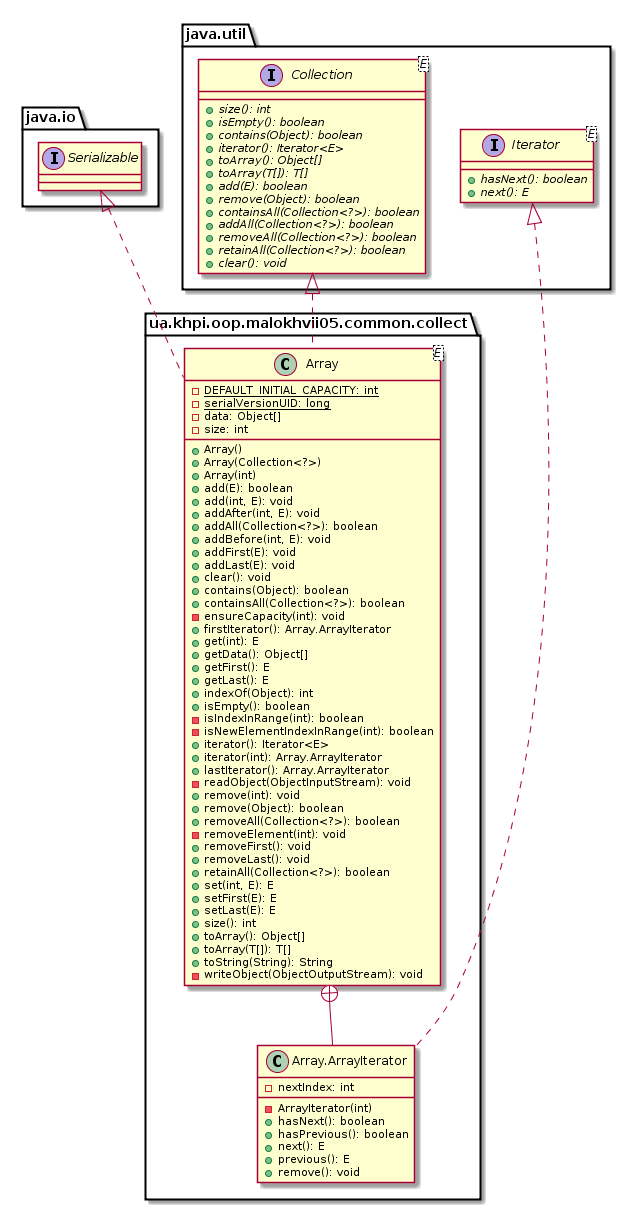 java.util
I Collection E
size(): int
isEmpty(): boolean
contains(Object): boolean
iterator(): Iterator<E>
toArray(): Object[]
toArray(T[]): T[]
add(E): boolean
remove(Object): boolean
containsAll(Collection<?>): boolean
addAll(Collection<?>): boolean
removeAll(Collection<?>): boolean
retainAll(Collection<?>): boolean
clear(): void
I Iterator E
hasNext(): boolean
next(): E
java.io
I Serializable
ua.khpi.oop.malokhvii05.common.collect
C Array E
DEFAULT_INITIAL_CAPACITY: int
serialVersionUID: long
data: Object[]
size: int
Array()
Array(Collection<?>)
Array(int)
add(E): boolean
add(int, E): void
addAfter(int, E): void
addAll(Collection<?>): boolean
addBefore(int, E): void
addFirst(E): void
addLast(E): void
clear(): void
contains(Object): boolean
containsAll(Collection<?>): boolean
ensureCapacity(int): void
firstIterator(): Array.ArrayIterator
get(int): E
getData(): Object[]
getFirst(): E
getLast(): E
indexOf(Object): int
isEmpty(): boolean
isIndexInRange(int): boolean
isNewElementIndexInRange(int): boolean
iterator(): Iterator<E>
iterator(int): Array.ArrayIterator
lastIterator(): Array.ArrayIterator
readObject(ObjectInputStream): void
remove(int): void
remove(Object): boolean
removeAll(Collection<?>): boolean
removeElement(int): void
removeFirst(): void
removeLast(): void
retainAll(Collection<?>): boolean
set(int, E): E
setFirst(E): E
setLast(E): E
size(): int
toArray(): Object[]
toArray(T[]): T[]
toString(String): String
writeObject(ObjectOutputStream): void
C Array.ArrayIterator
nextIndex: int
ArrayIterator(int)
hasNext(): boolean
hasPrevious(): boolean
next(): E
previous(): E
remove(): void